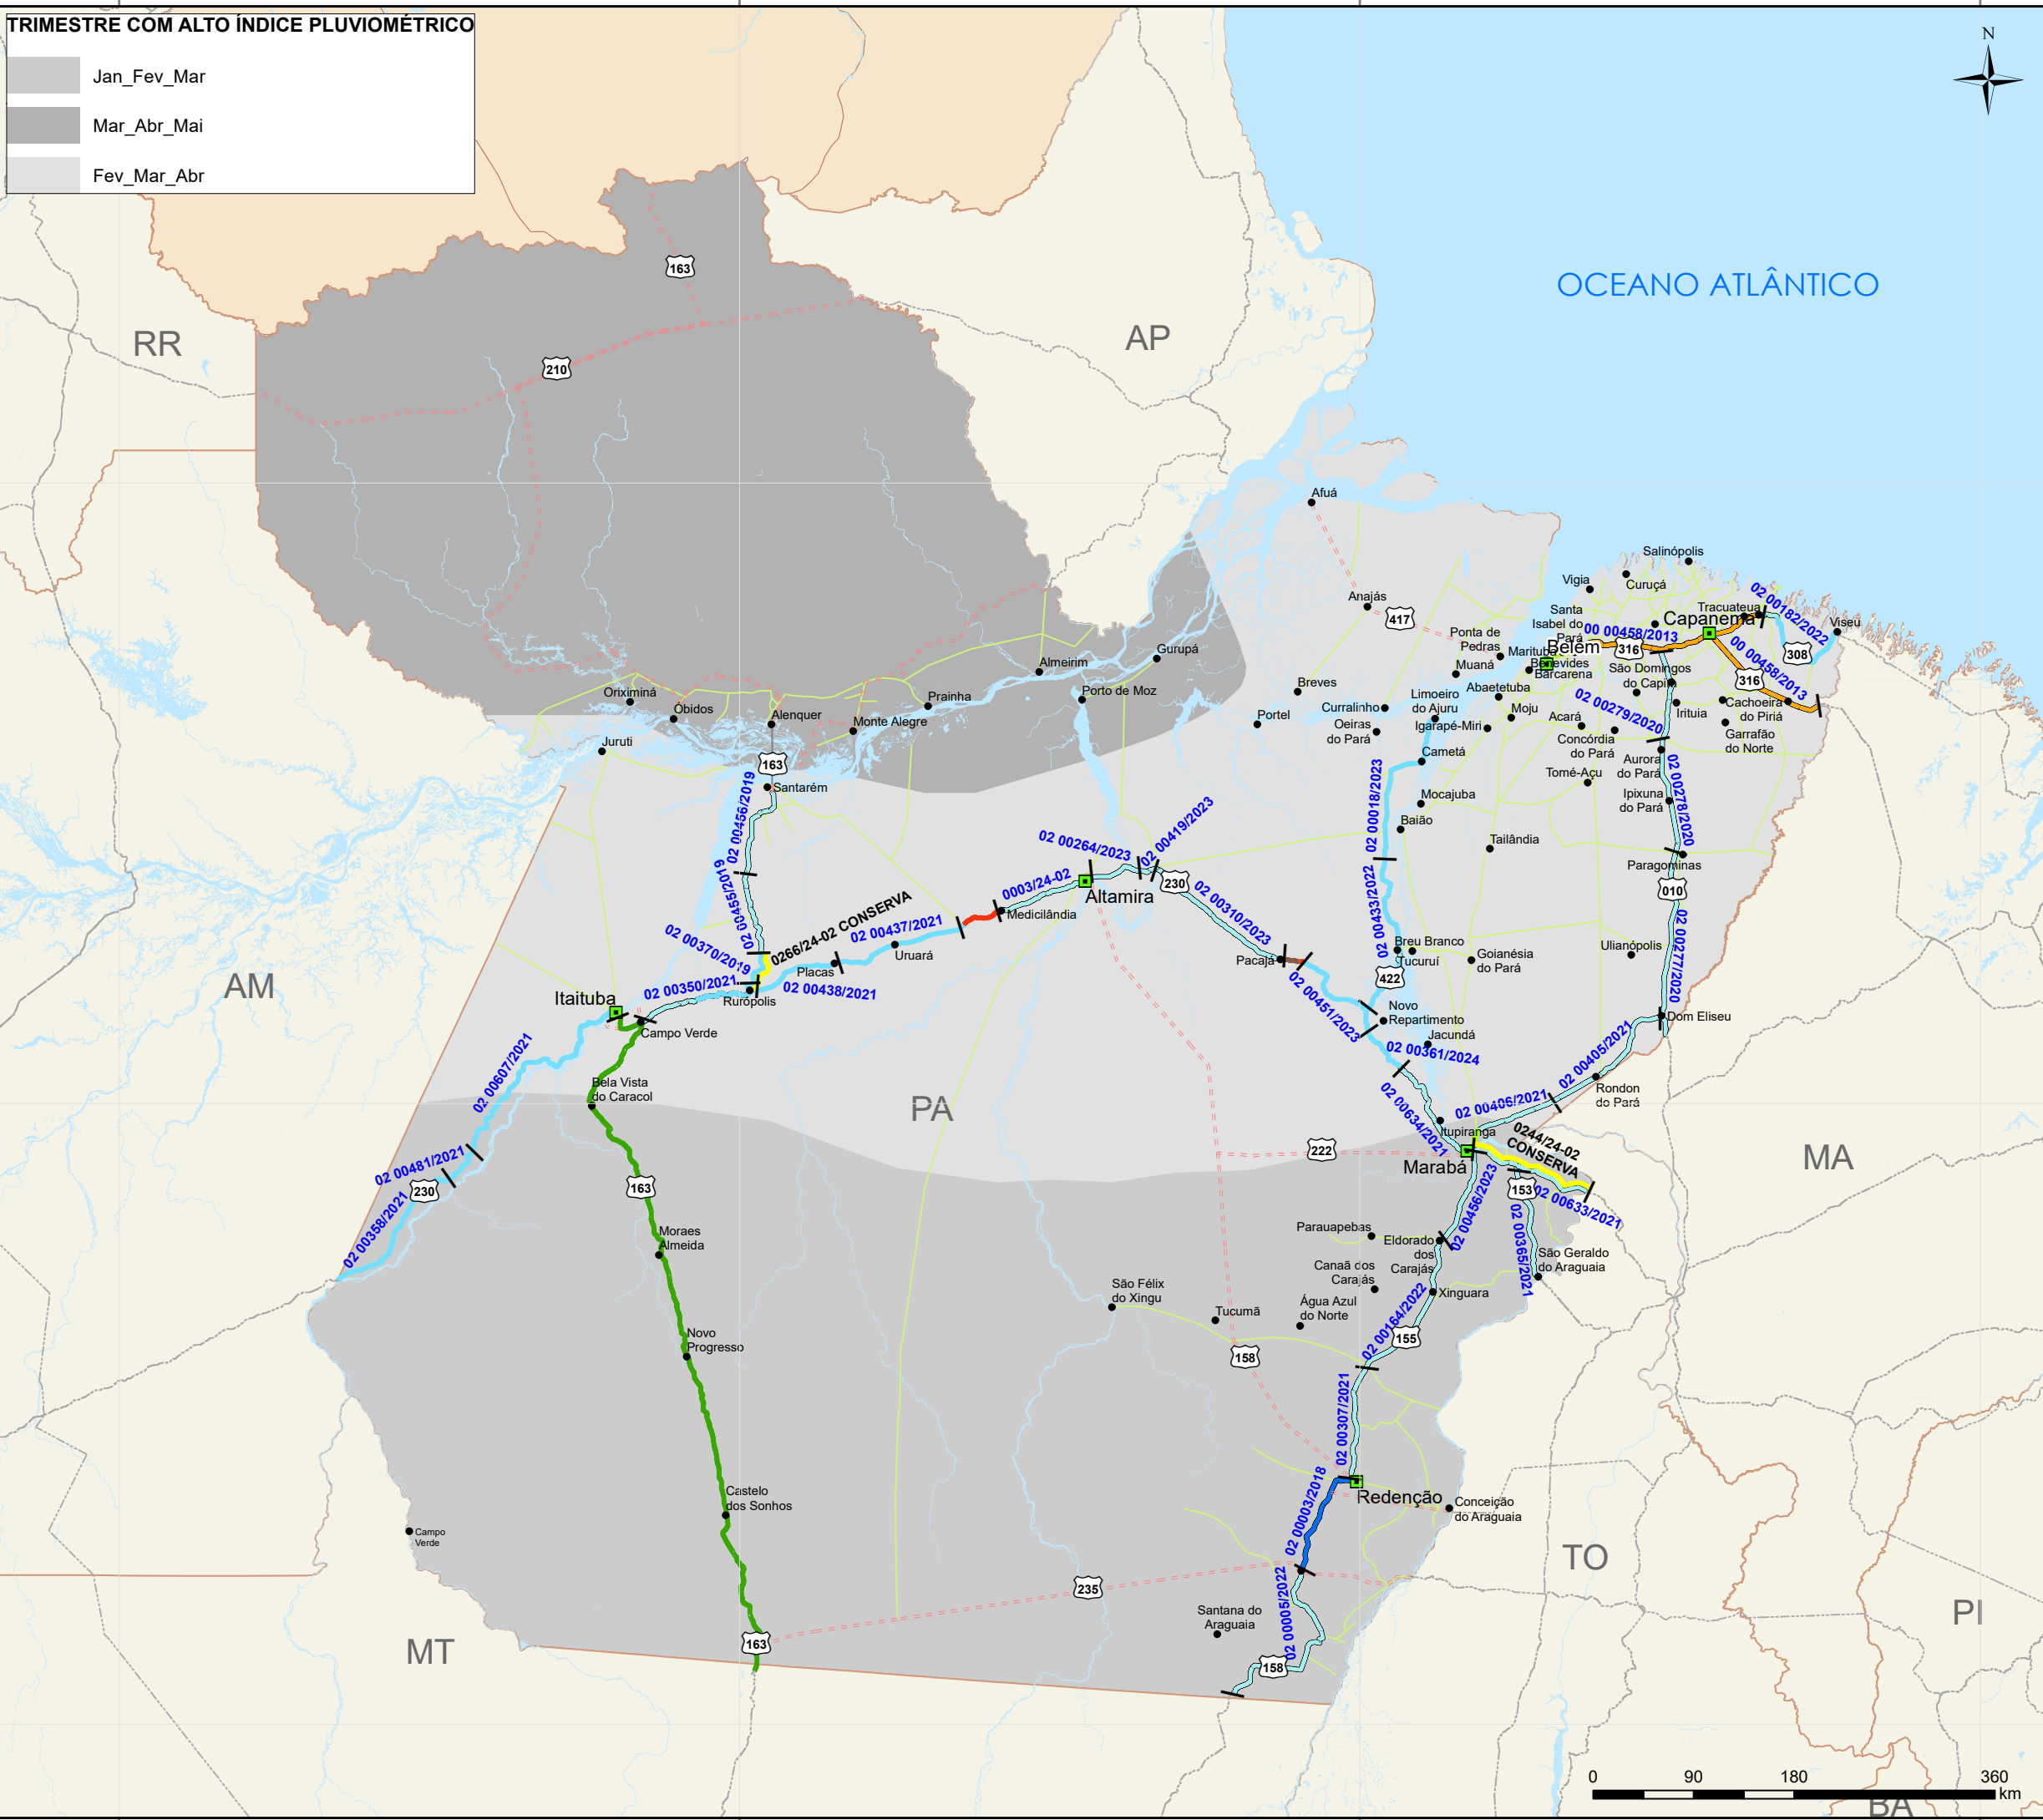 TRIMESTRE COM ALTO ÍNDICE PLUVIOMÉTRICO
Jan_Fev_Mar
Mar_Abr_Mai
Fev_Mar_Abr
N
OCEANO ATLÂNTICO
RR
AP
AM
PA
MA
MT
TO
PI
BA
163
210
417
Afuá
Anajás
Salinópolis
Vigia
Curuçá
Santa
Isabel do
Pará
Tracuateua
Capanema
02 00182/2022
Viseu
308
00 00458/2013
316
00 00458/2013
316
Ponta de
Pedras
Marituba
Belém
Benevides
Barcarena
Muaná
São Domingos
do Capim
Almeirim
Gurupá
Porto de Moz
Prainha
Oriximiná
Óbidos
Alenquer
Monte Alegre
Juruti
163
Santarém
Breves
Portel
Curralinho
Oeiras
do Pará
Limoeiro
do Ajuru
Abaetetuba
Igarapé-Miri
Moju
Acará
Concórdia
do Pará
02 00279/2020
Irituia
Cachoeira
do Piriá
Garrafão
do Norte
Cametá
Aurora
do Pará
Tomé-Açu
Ipixuna
do Pará
02 00278/2020
Mocajuba
Baião
Tailândia
Paragominas
010
02 00277/2020
Ulianópolis
02 00018/2023
02 00433/2022
Breu Branco
Tucuruí
Goianésia
do Pará
422
Novo
Repartimento
Jacundá
02 00456/2019
02 00455/2019
02 00370/2019
0266/24-02 CONSERVA
02 00350/2021
Rurópolis
02 00438/2021
Placas
02 00437/2021
Uruará
0003/24-02
Medicilândia
Altamira
02 00264/2023
02 00419/2023
230
02 00310/2023
Pacajá
02 00451/2023
02 00361/2024
Dom Eliseu
02 00405/2021
Rondon
do Pará
02 00406/2021
02 00634/2021
Itupiranga
Marabá
0244/24-02
CONSERVA
153
02 00633/2021
02 00365/2021
02 00456/2023
222
Itaituba
Campo Verde
02 00607/2021
Bela Vista
do Caracol
02 00481/2021
230
02 00358/2021
163
Moraes
Almeida
Novo
Progresso
Castelo
dos Sonhos
Campo
Verde
163
Parauapebas
Eldorado
dos
Carajás
Canaã dos
Carajás
São Geraldo
do Araguaia
Xinguara
Água Azul
do Norte
São Félix
do Xingu
Tucumã
158
02 00164/2022
155
02 00307/2021
Redenção
Conceição
do Araguaia
02 00003/2018
235
02 00005/2022
Santana do
Araguaia
158
0 90 180 360
km